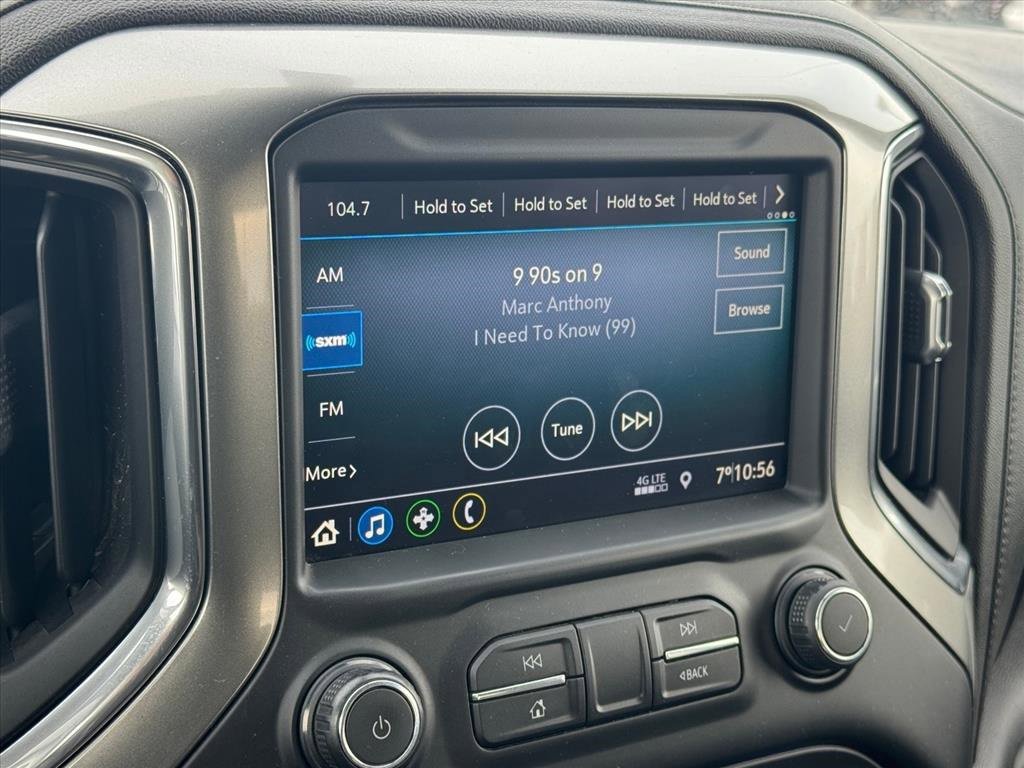 104.7 Hold to Set Hold to Set Hold to Set Hold to Set
AM
sxm
FM
More
9 90s on 9
Marc Anthony
I Need To Know (99)
Sound
Browse
Tune
4G LTE
7° 10:56
BACK